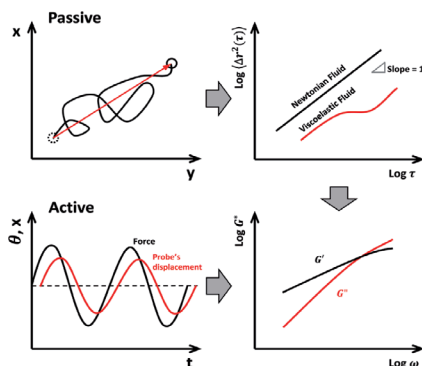 Passive
x
y
Log ⟨Δr²(τ)⟩
Newtonian Fluid
Slope = 1
Viscoelastic Fluid
Log τ
Active
θ, x
Force
Probe's
displacement
t
Log G*
G'
G"
Log ω